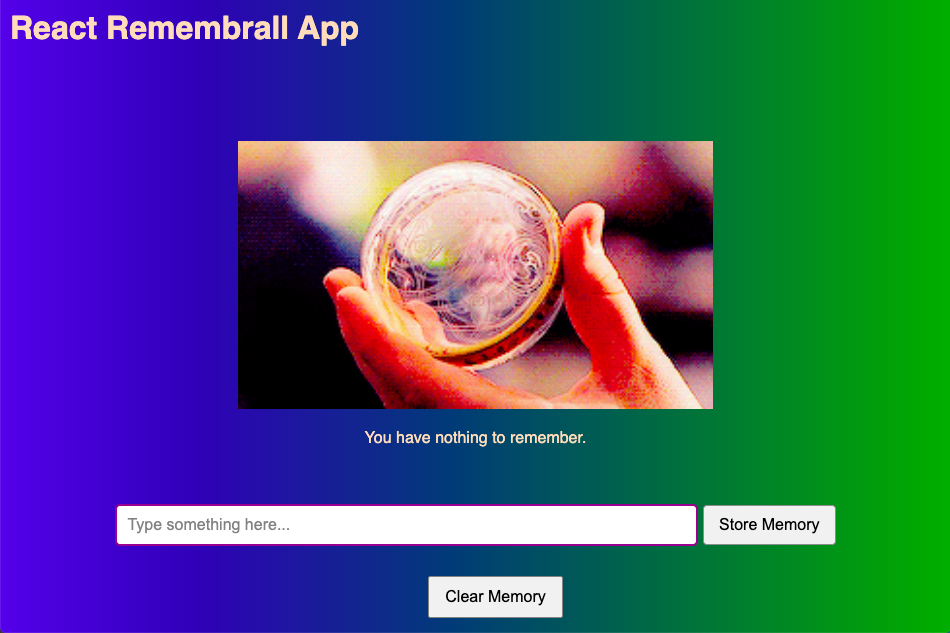 React Remembrall App
You have nothing to remember.
Type something here...
Store Memory
Clear Memory